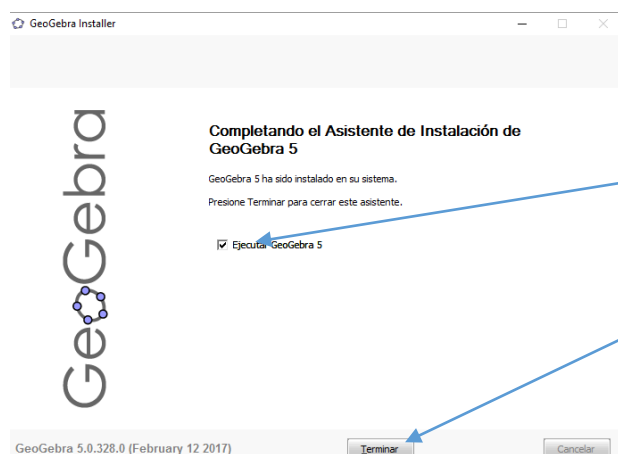 GeoGebra Installer
GeoGebra
Completando el Asistente de Instalación de
GeoGebra 5
GeoGebra 5 ha sido instalado en su sistema.
Presione Terminar para cerrar este asistente.
Ejecutar GeoGebra 5
GeoGebra 5.0.328.0 (February 12 2017)
Terminar
Cancelar